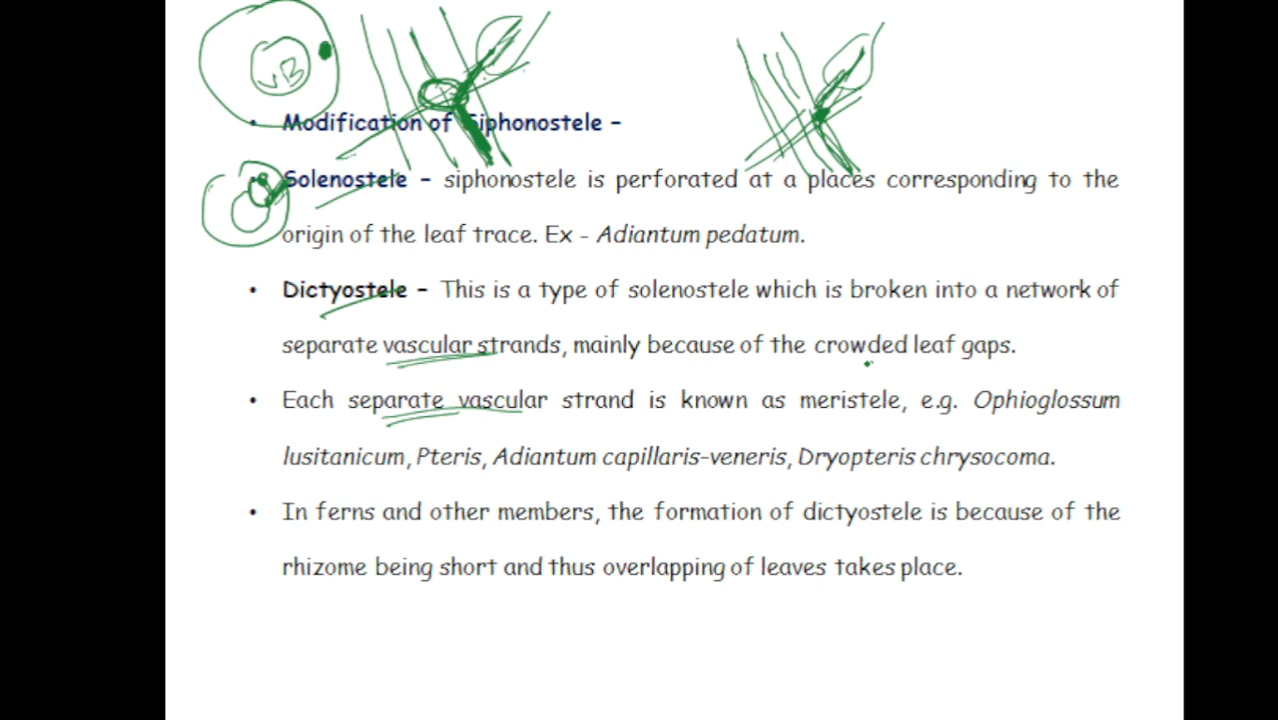 VB
• Modification of Siphonostele –
• Solenostele – siphonostele is perforated at a places corresponding to the
origin of the leaf trace. Ex - Adiantum pedatum.
• Dictyostele – This is a type of solenostele which is broken into a network of
separate vascular strands, mainly because of the crowded leaf gaps.
• Each separate vascular strand is known as meristele, e.g. Ophioglossum
lusitanicum, Pteris, Adiantum capillaris-veneris, Dryopteris chrysocoma.
• In ferns and other members, the formation of dictyostele is because of the
rhizome being short and thus overlapping of leaves takes place.